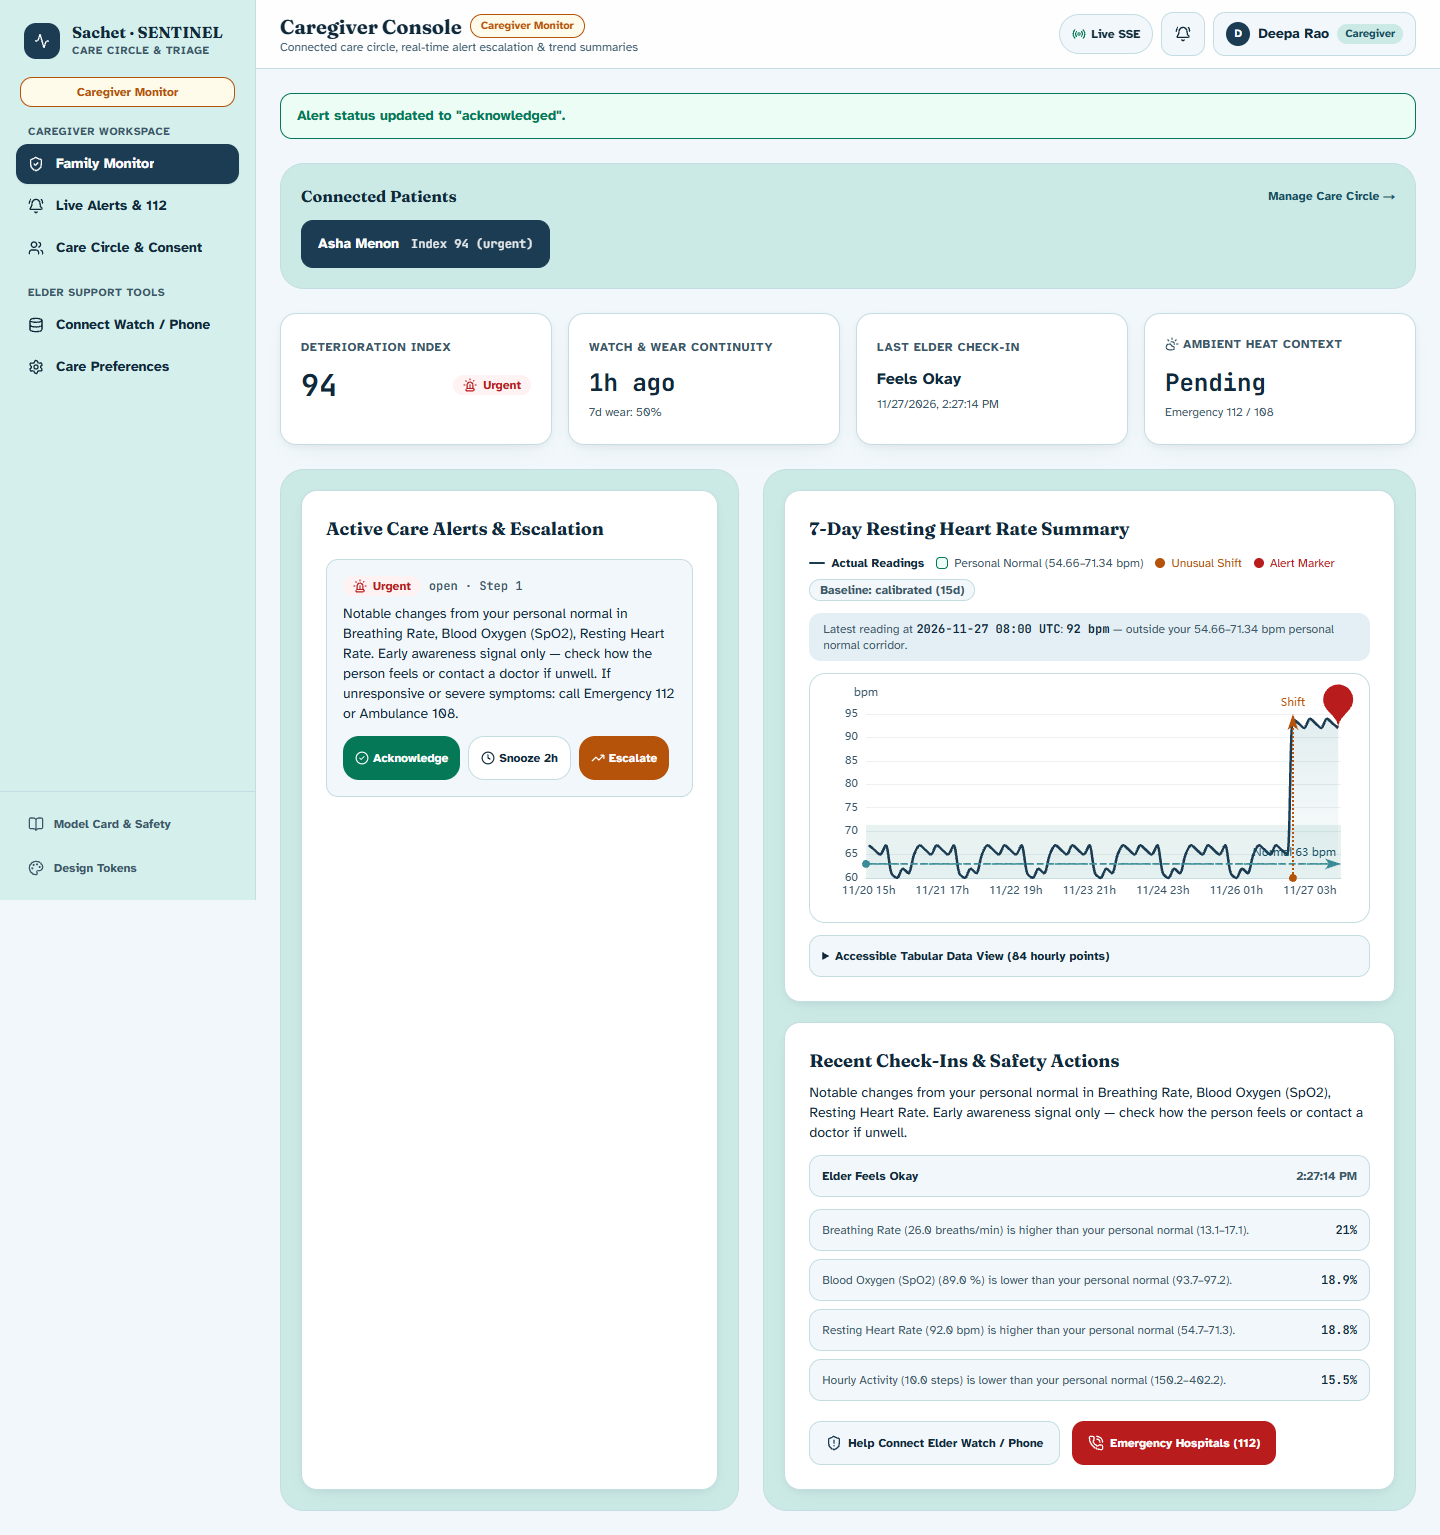 Sachet · SENTINEL
CARE CIRCLE & TRIAGE
Caregiver Monitor
CAREGIVER WORKSPACE
Family Monitor
Live Alerts & 112
Care Circle & Consent
ELDER SUPPORT TOOLS
Connect Watch / Phone
Care Preferences
Model Card & Safety
Design Tokens
Caregiver Console
Caregiver Monitor
Connected care circle, real-time alert escalation & trend summaries
Live SSE
D
Deepa Rao
Caregiver
Alert status updated to "acknowledged".
Connected Patients
Manage Care Circle →
Asha Menon Index 94 (urgent)
DETERIORATION INDEX
94
Urgent
WATCH & WEAR CONTINUITY
1h ago
7d wear: 50%
LAST ELDER CHECK-IN
Feels Okay
11/27/2026, 2:27:14 PM
AMBIENT HEAT CONTEXT
Pending
Emergency 112 / 108
Active Care Alerts & Escalation
Urgent open · Step 1
Notable changes from your personal normal in
Breathing Rate, Blood Oxygen (SpO2), Resting Heart
Rate. Early awareness signal only — check how the
person feels or contact a doctor if unwell. If
unresponsive or severe symptoms: call Emergency 112
or Ambulance 108.
Acknowledge
Snooze 2h
Escalate
7-Day Resting Heart Rate Summary
Actual Readings
Personal Normal (54.66–71.34 bpm)
Unusual Shift
Alert Marker
Baseline: calibrated (15d)
Latest reading at 2026-11-27 08:00 UTC: 92 bpm — outside your 54.66–71.34 bpm personal
normal corridor.
bpm
Shift
95
90
85
80
75
70
65
60
Normal 63 bpm
11/20 15h
11/21 17h
11/22 19h
11/23 21h
11/24 23h
11/26 01h
11/27 03h
Accessible Tabular Data View (84 hourly points)
Recent Check-Ins & Safety Actions
Notable changes from your personal normal in Breathing Rate, Blood Oxygen (SpO2),
Resting Heart Rate. Early awareness signal only — check how the person feels or contact a
doctor if unwell.
Elder Feels Okay 2:27:14 PM
Breathing Rate (26.0 breaths/min) is higher than your personal normal (13.1–17.1). 21%
Blood Oxygen (SpO2) (89.0 %) is lower than your personal normal (93.7–97.2). 18.9%
Resting Heart Rate (92.0 bpm) is higher than your personal normal (54.7–71.3). 18.8%
Hourly Activity (10.0 steps) is lower than your personal normal (150.2–402.2). 15.5%
Help Connect Elder Watch / Phone
Emergency Hospitals (112)